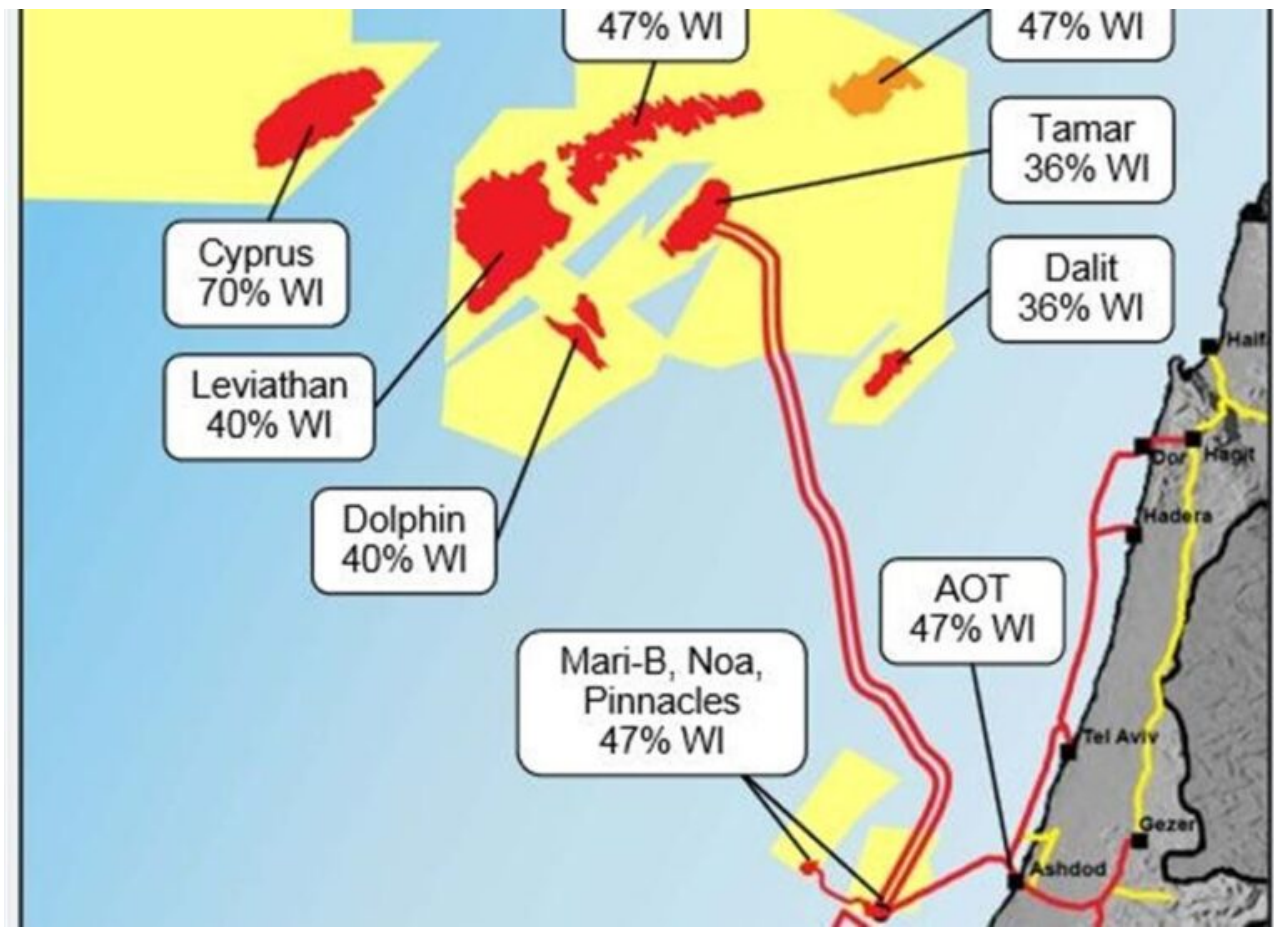 47% WI
47% WI
Tamar
36% WI
Cyprus
70% WI
Dalit
36% WI
Leviathan
40% WI
Dolphin
40% WI
AOT
47% WI
Mari-B, Noa,
Pinnacles
47% WI
Haif
Dor
Hagit
Hadera
Tel Aviv
Gezer
Ashdod